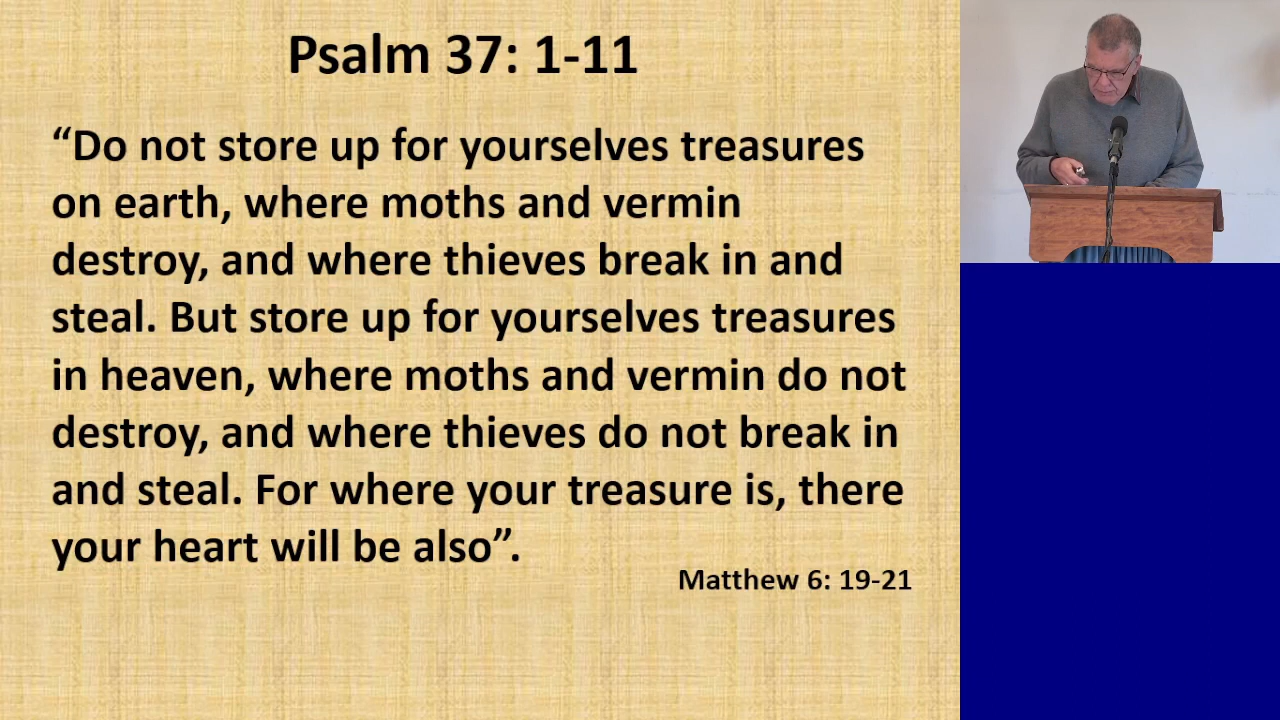 Psalm 37: 1-11
“Do not store up for yourselves treasures
on earth, where moths and vermin
destroy, and where thieves break in and
steal. But store up for yourselves treasures
in heaven, where moths and vermin do not
destroy, and where thieves do not break in
and steal. For where your treasure is, there
your heart will be also”.
Matthew 6: 19-21